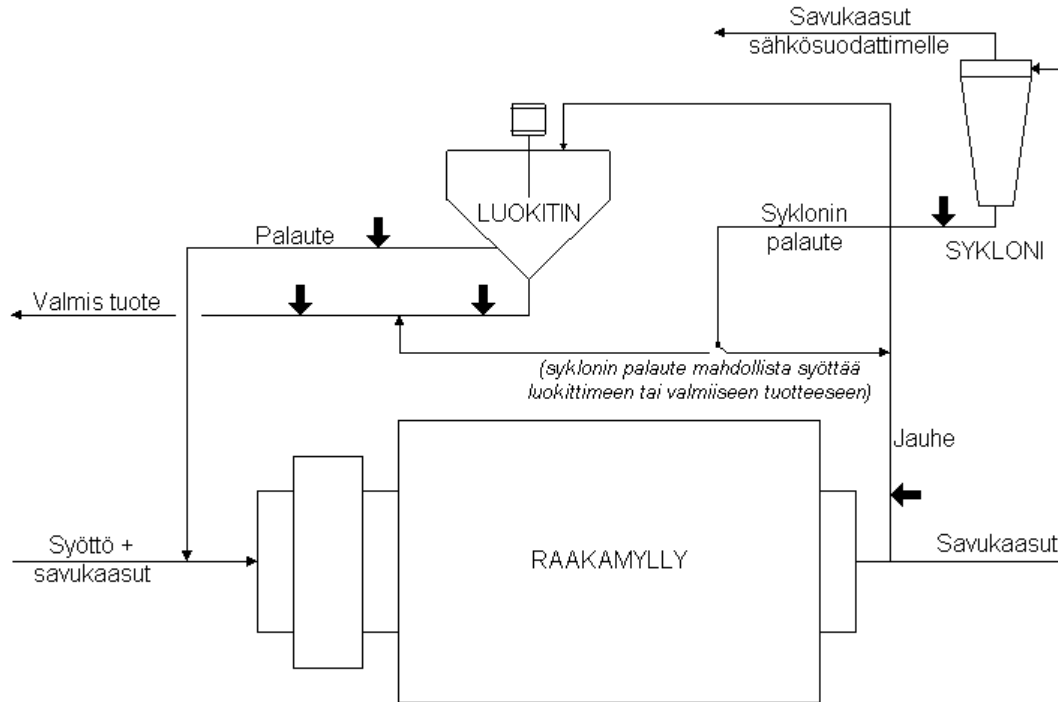 Savukaasut
sähkösuodattimelle
LUOKITIN
Palaute
Syklonin
palaute
SYKLONI
Valmis tuote
(syklonin palaute mahdollista syöttää
luokittimeen tai valmiiseen tuotteeseen)
Jauhe
Syöttö +
savukaasut
RAAKAMYLLY
Savukaasut